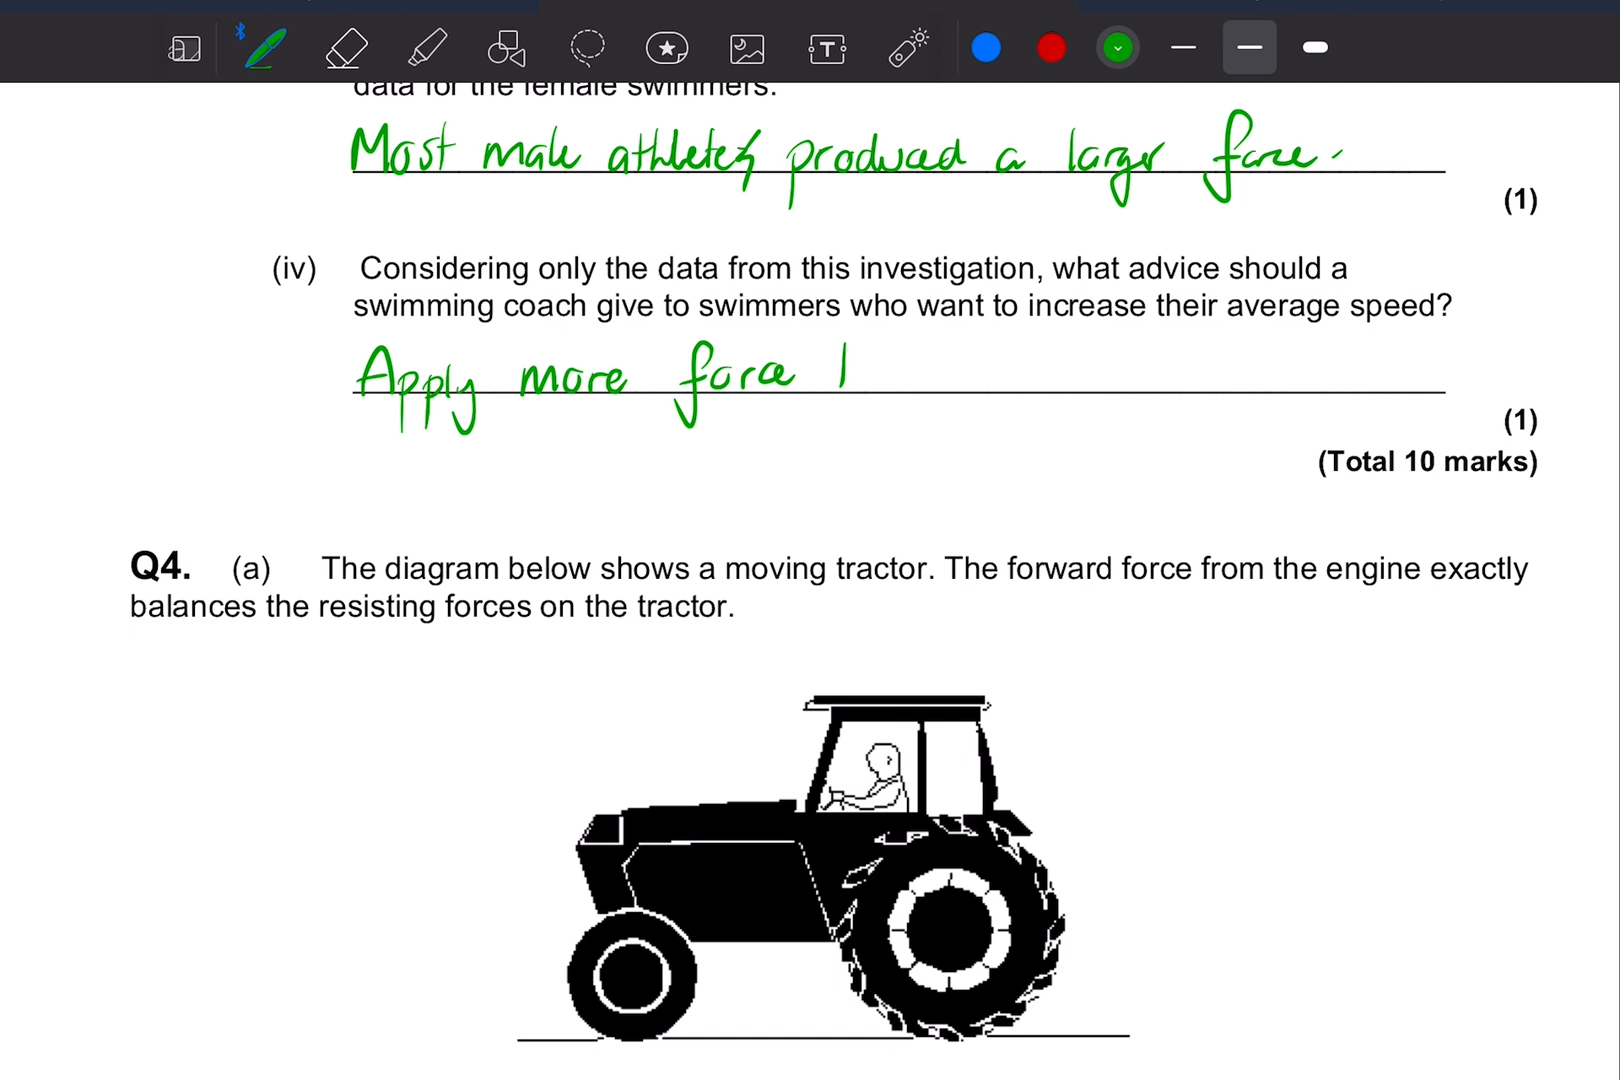 data for the female swimmers.
Most male athletes produced a larger force.
(1)
(iv) Considering only the data from this investigation, what advice should a
swimming coach give to swimmers who want to increase their average speed?
Apply more force
(1)
(Total 10 marks)
Q4. (a) The diagram below shows a moving tractor. The forward force from the engine exactly
balances the resisting forces on the tractor.